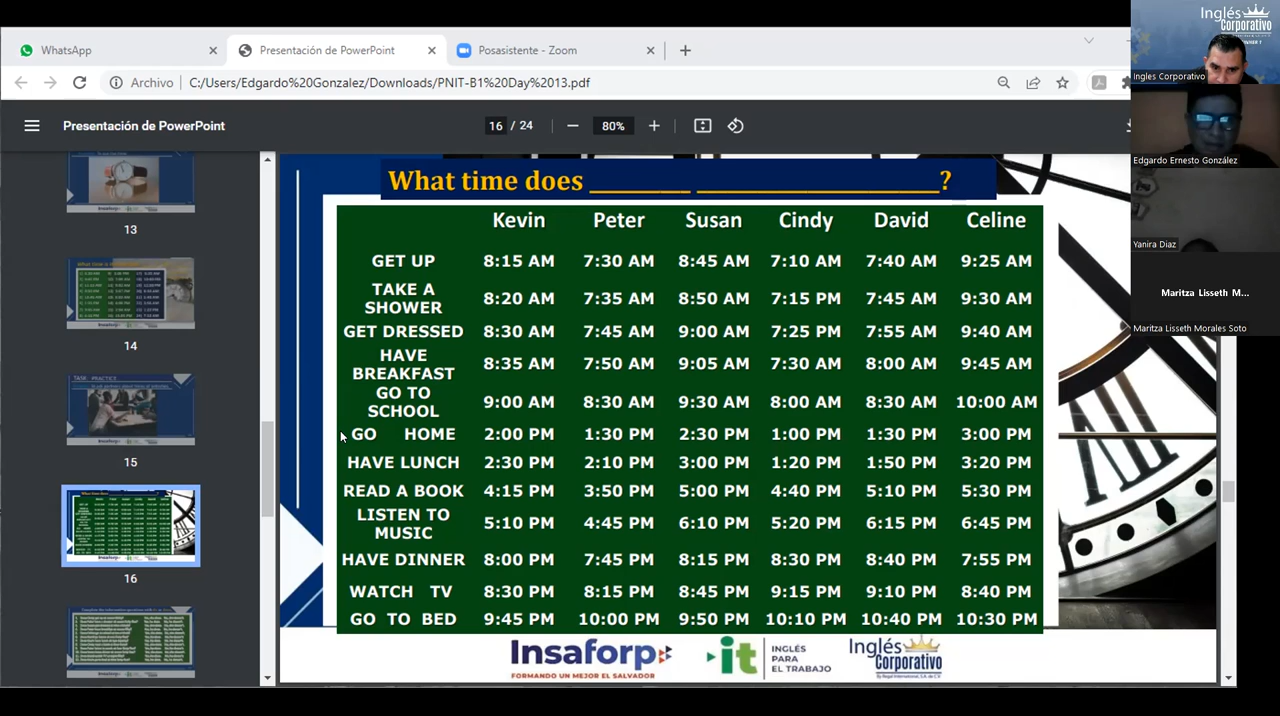 WhatsApp
Presentación de PowerPoint
Posasistente - Zoom
Archivo C:/Users/Edgardo%20Gonzalez/Downloads/PNIT-B1%20Day%2013.pdf
Presentación de PowerPoint
16 / 24
80%
What time does __________ ________________________?
Kevin Peter Susan Cindy David Celine
GET UP 8:15 AM 7:30 AM 8:45 AM 7:10 AM 7:40 AM 9:25 AM
TAKE A
SHOWER 8:20 AM 7:35 AM 8:50 AM 7:15 PM 7:45 AM 9:30 AM
GET DRESSED 8:30 AM 7:45 AM 9:00 AM 7:25 PM 7:55 AM 9:40 AM
HAVE
BREAKFAST 8:35 AM 7:50 AM 9:05 AM 7:30 AM 8:00 AM 9:45 AM
GO TO
SCHOOL 9:00 AM 8:30 AM 9:30 AM 8:00 AM 8:30 AM 10:00 AM
GO HOME 2:00 PM 1:30 PM 2:30 PM 1:00 PM 1:30 PM 3:00 PM
HAVE LUNCH 2:30 PM 2:10 PM 3:00 PM 1:20 PM 1:50 PM 3:20 PM
READ A BOOK 4:15 PM 3:50 PM 5:00 PM 4:40 PM 5:10 PM 5:30 PM
LISTEN TO
MUSIC 5:10 PM 4:45 PM 6:10 PM 5:20 PM 6:15 PM 6:45 PM
HAVE DINNER 8:00 PM 7:45 PM 8:15 PM 8:30 PM 8:40 PM 7:55 PM
WATCH TV 8:30 PM 8:15 PM 8:45 PM 9:15 PM 9:10 PM 8:40 PM
GO TO BED 9:45 PM 10:00 PM 9:50 PM 10:30 PM
Insaforp
FORMANDO UN MEJOR EL SALVADOR
it
INGLÉS
PARA
EL TRABAJO
Inglés
Corporativo
13
14
15
16
Inglés
Corporativo
Ingles Corporativo
Edgardo Ernesto González
Yanira Diaz
Maritza Lisseth M...
Maritza Lisseth Morales Soto